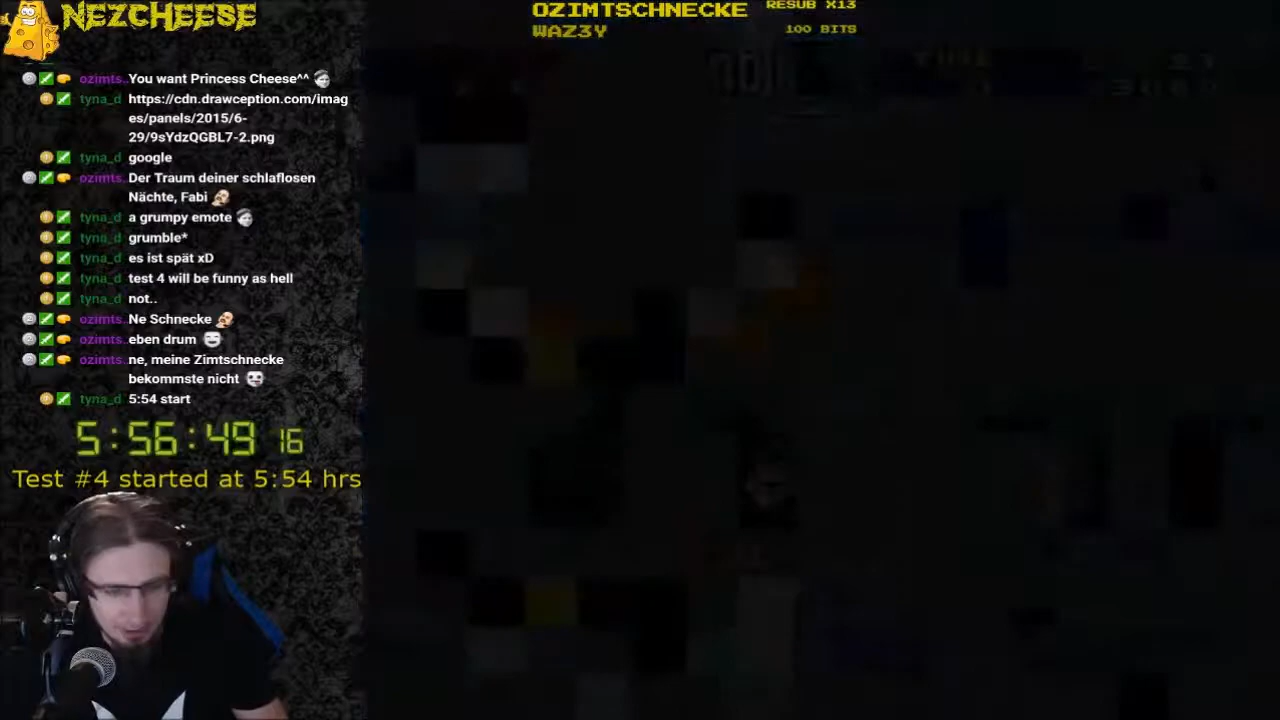 NEZCHEESE
OZIMTSCHNECKE RESUB X13
WAZ3Y 100 BITS
ozimts. You want Princess Cheese^^
tyna_d https://cdn.drawception.com/imag
es/panels/2015/6-
29/9sYdzQGBL7-2.png
tyna_d google
ozimts. Der Traum deiner schlaflosen
Nächte, Fabi
tyna_d a grumpy emote
tyna_d grumble*
tyna_d es ist spät xD
tyna_d test 4 will be funny as hell
tyna_d not..
ozimts. Ne Schnecke
ozimts. eben drum
ozimts. ne, meine Zimtschnecke
bekommste nicht
tyna_d 5:54 start
5:56:49 16
Test #4 started at 5:54 hrs